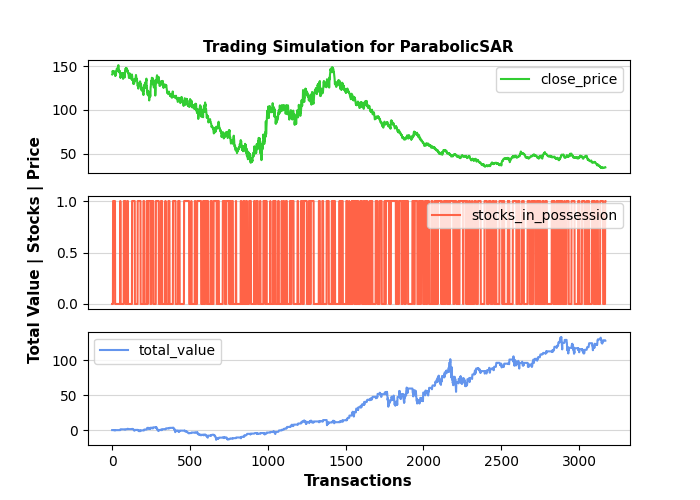 Trading Simulation for ParabolicSAR
150
100
50
close_price
1.0
0.5
0.0
stocks_in_possession
100
50
0
total_value
0 500 1000 1500 2000 2500 3000
Transactions
Total Value | Stocks | Price